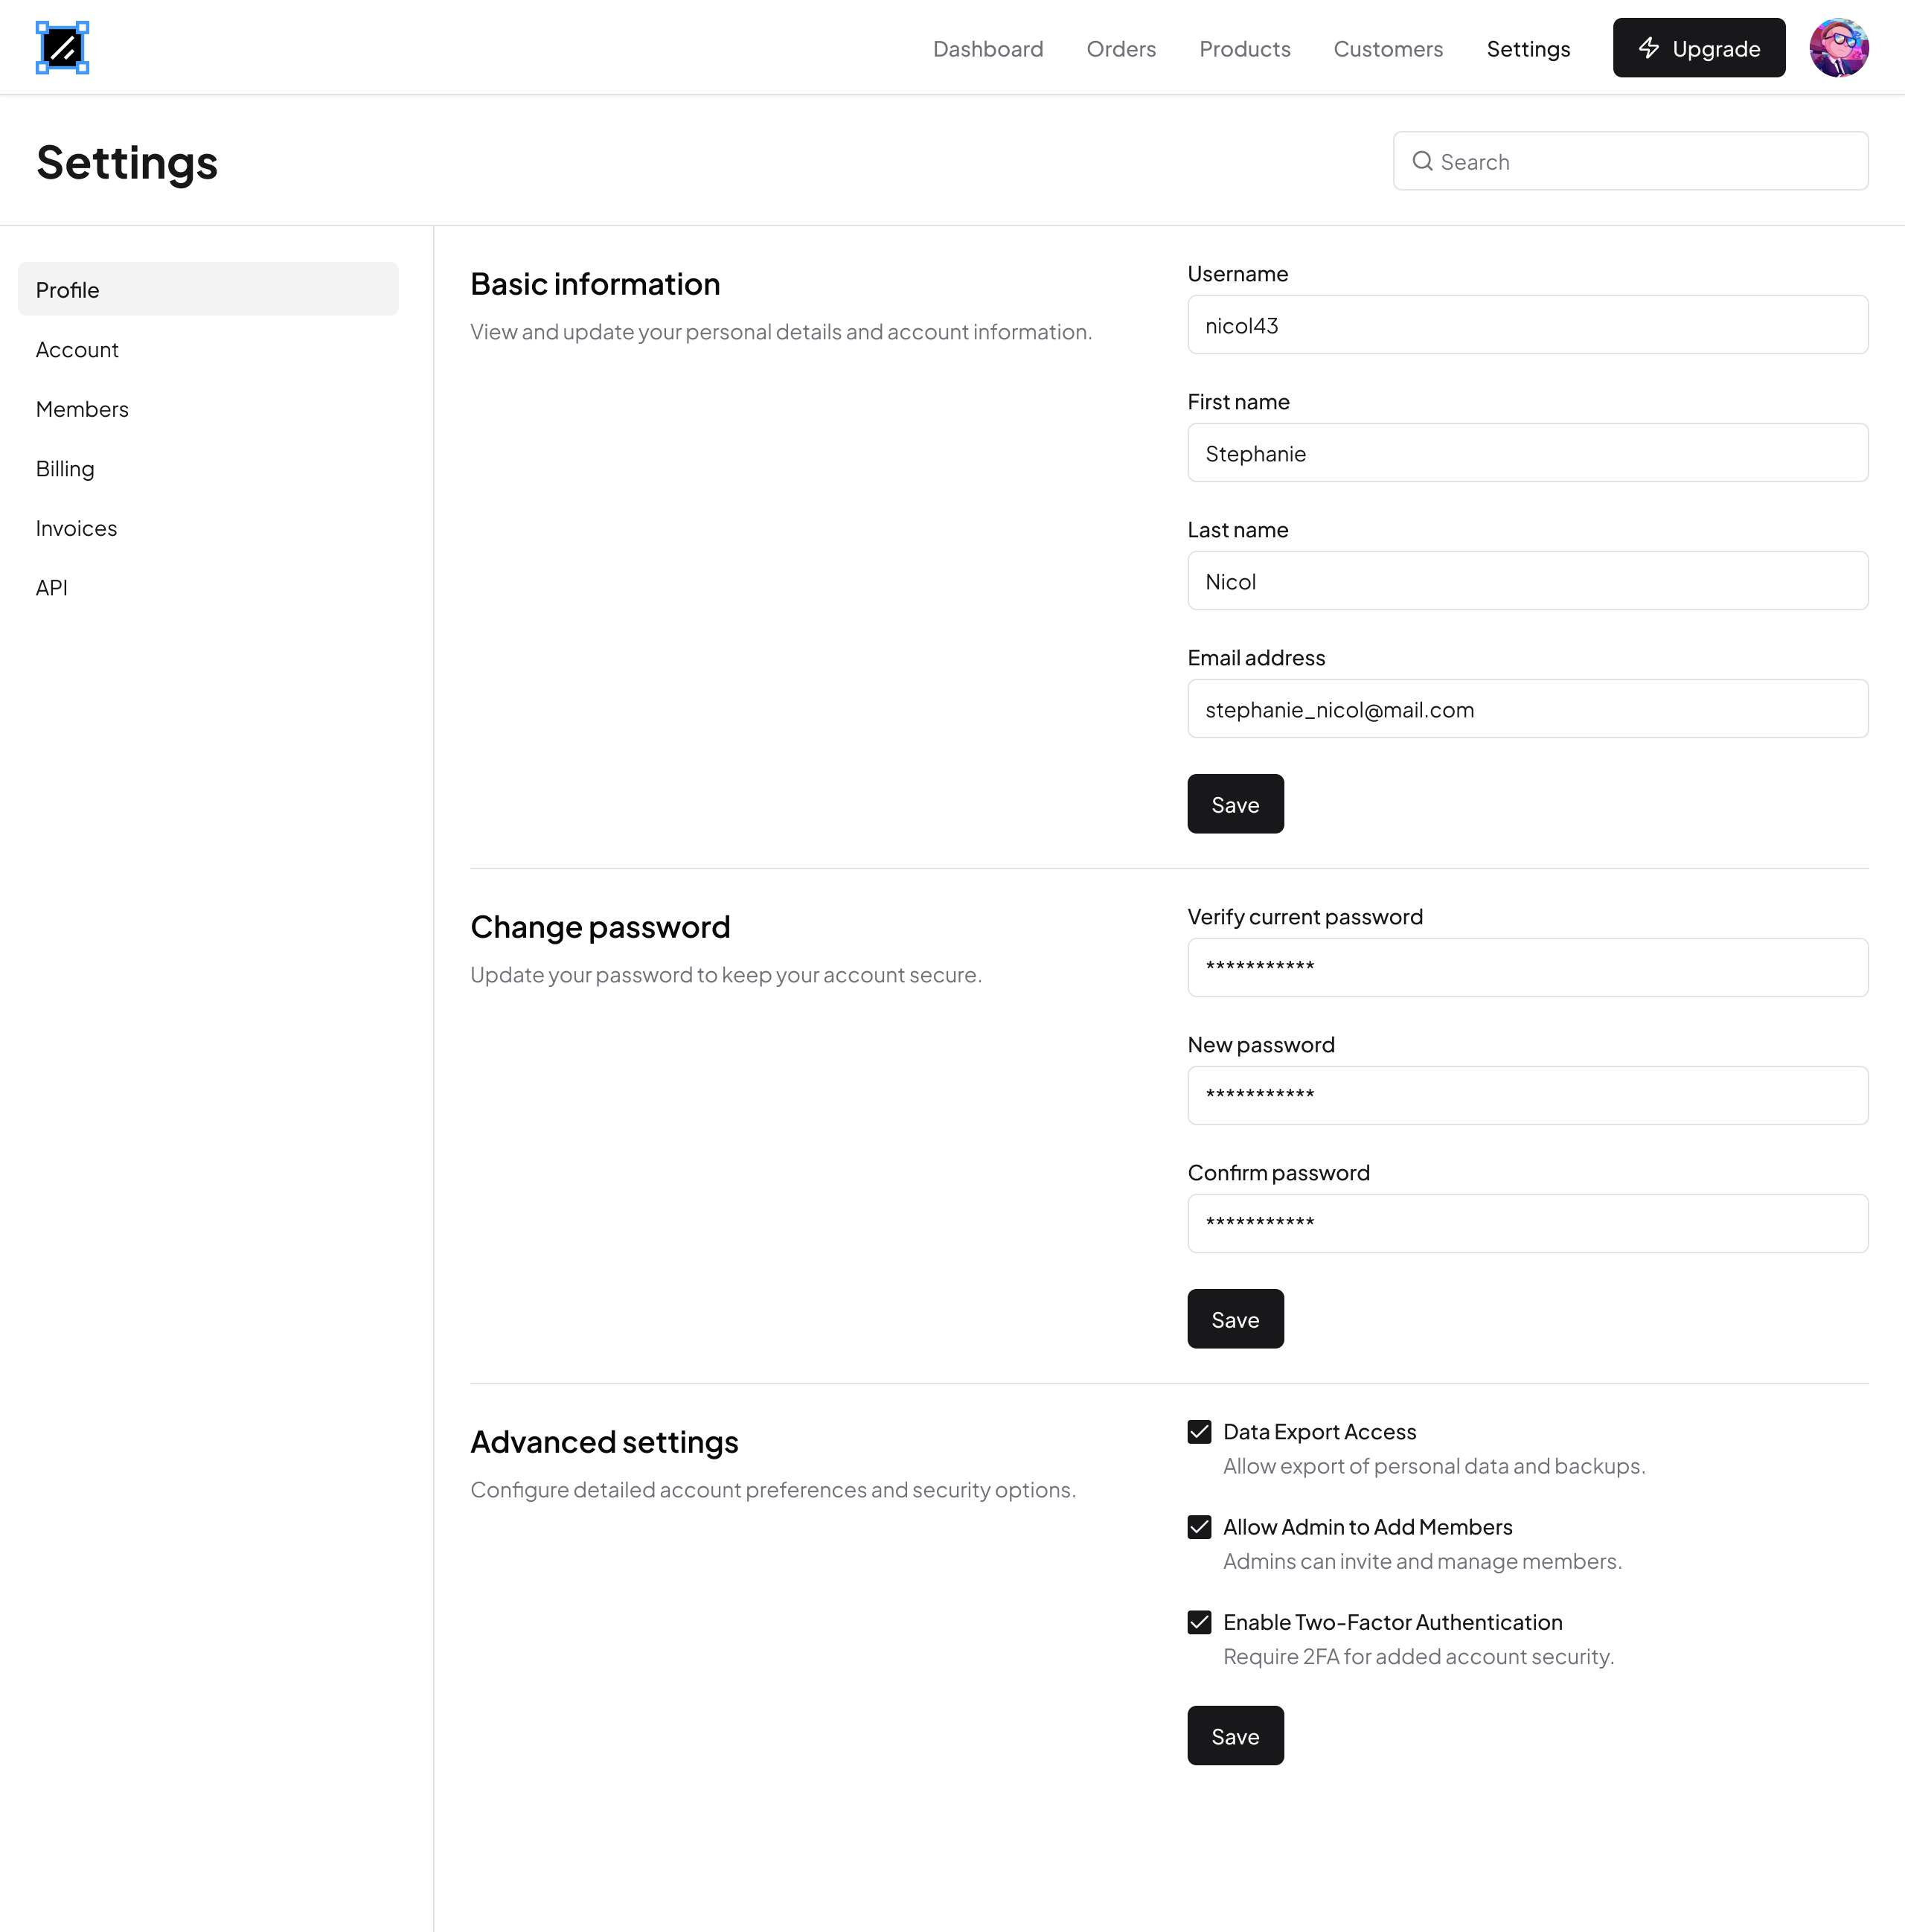 Dashboard Orders Products Customers Settings Upgrade
Settings
Search
Profile
Account
Members
Billing
Invoices
API
Basic information
View and update your personal details and account information.
Username
nicol43
First name
Stephanie
Last name
Nicol
Email address
stephanie_nicol@mail.com
Save
Change password
Update your password to keep your account secure.
Verify current password
***********
New password
***********
Confirm password
***********
Save
Advanced settings
Configure detailed account preferences and security options.
Data Export Access
Allow export of personal data and backups.
Allow Admin to Add Members
Admins can invite and manage members.
Enable Two-Factor Authentication
Require 2FA for added account security.
Save